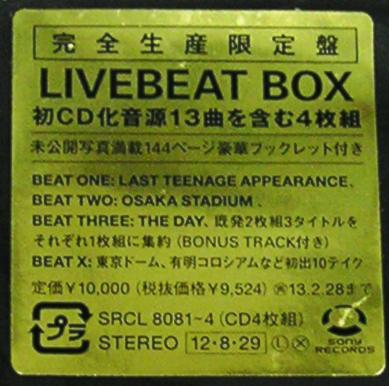 完全生産限定盤
LIVEBEAT BOX
初CD化音源13曲を含む4枚組
未公開写真満載144ページ豪華ブックレット付き
BEAT ONE: LAST TEENAGE APPEARANCE、
BEAT TWO: OSAKA STADIUM .
BEAT THREE: THE DAY、既発2枚組3タイトルを
それぞれ1枚組に集約 (BONUS TRACK付き)
BEAT X: 東京ドーム、有明コロシアムなど初出10テイク
定価¥10,000 (税抜価格¥9,524) ㋰13.2.28まで
プラ
SRCL 8081~4 (CD4枚組)
STEREO 12・8・29 Ⓛ Ⓧ
SONY RECORDS